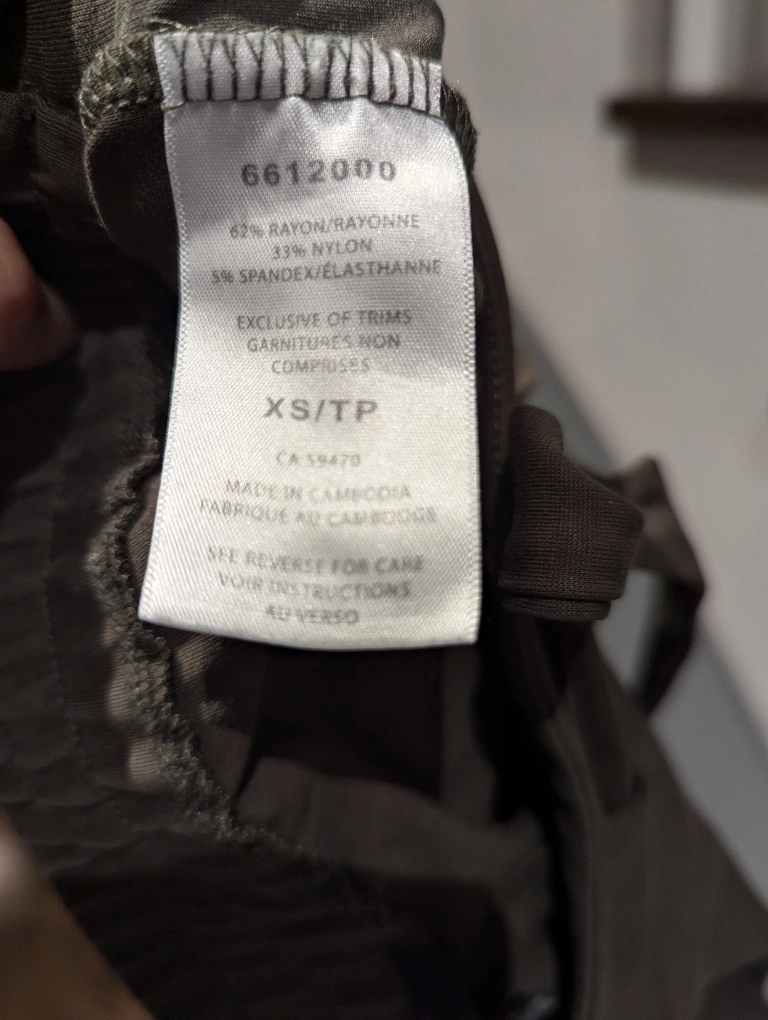 6612000
62% RAYON/RAYONNE
33% NYLON
5% SPANDEX/ÉLASTHANNE
EXCLUSIVE OF TRIMS
GARNITURES NON
COMPRISES
XS/TP
CA 59470
MADE IN CAMBODIA
FABRIQUÉ AU CAMBODGE
SEE REVERSE FOR CARE
VOIR INSTRUCTIONS
AU VERSO